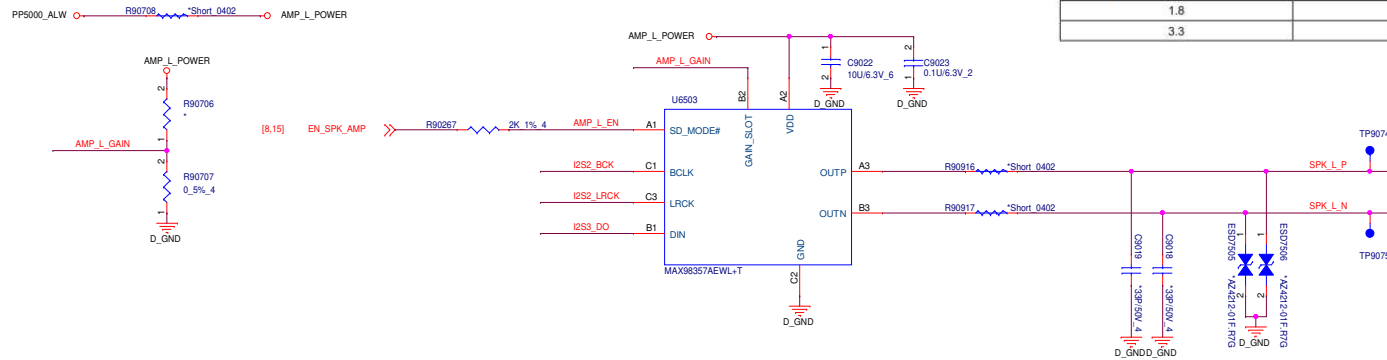 PP5000_ALW
R90708
*Short_0402
AMP_L_POWER
1.8
3.3
AMP_L_POWER
AMP_L_GAIN
1
2
C9022
10U/6.3V_6
D_GND
2
1
C9023
0.1U/6.3V_2
D_GND
AMP_L_POWER
2
R90706
*
1
AMP_L_GAIN
2
R90707
0_5%_4
1
D_GND
[8,15]
EN_SPK_AMP
R90267
2K_1%_4
AMP_L_EN
I2S2_BCK
I2S2_LRCK
I2S3_DO
U6503
B2
A2
A1
SD_MODE#
GAIN_SLOT
VDD
C1
BCLK
C3
LRCK
B1
DIN
OUTP
A3
OUTN
B3
GND
C2
MAX98357AEWL+T
D_GND
R90916
*Short_0402
R90917
*Short_0402
SPK_L_P
SPK_L_N
TP9074
TP9075
C9019
*33P/50V_4
C9018
*33P/50V_4
D_GND
D_GND
ESD7505
1
2
*AZ4212-01F.R7G
ESD7506
1
2
*AZ4212-01F.R7G
D_GND